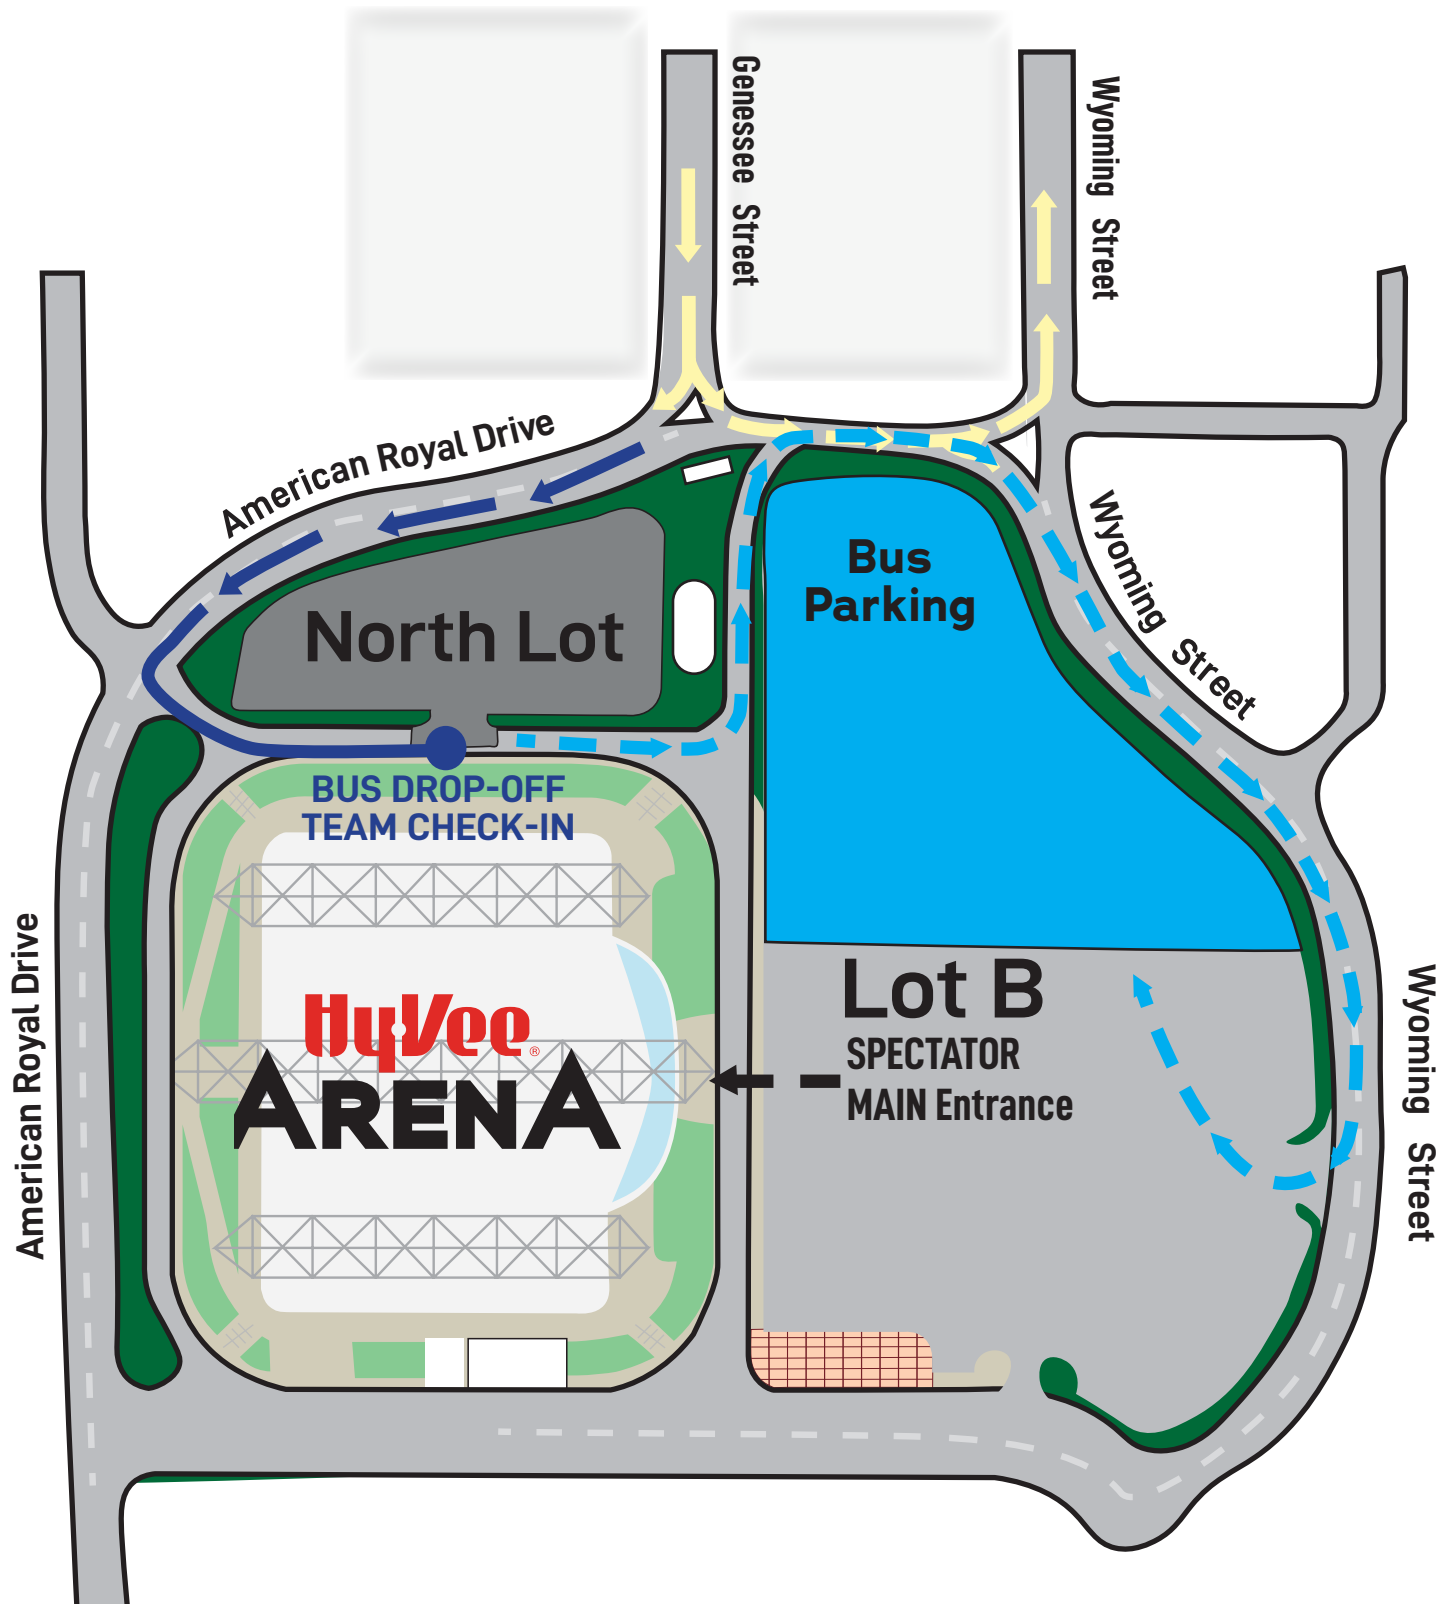 Genessee Street
Wyoming Street
American Royal Drive
Bus
Parking
Wyoming Street
North Lot
BUS DROP-OFF
TEAM CHECK-IN
American Royal Drive
HyVee®
ARENA
Lot B
SPECTATOR
MAIN Entrance
Wyoming Street